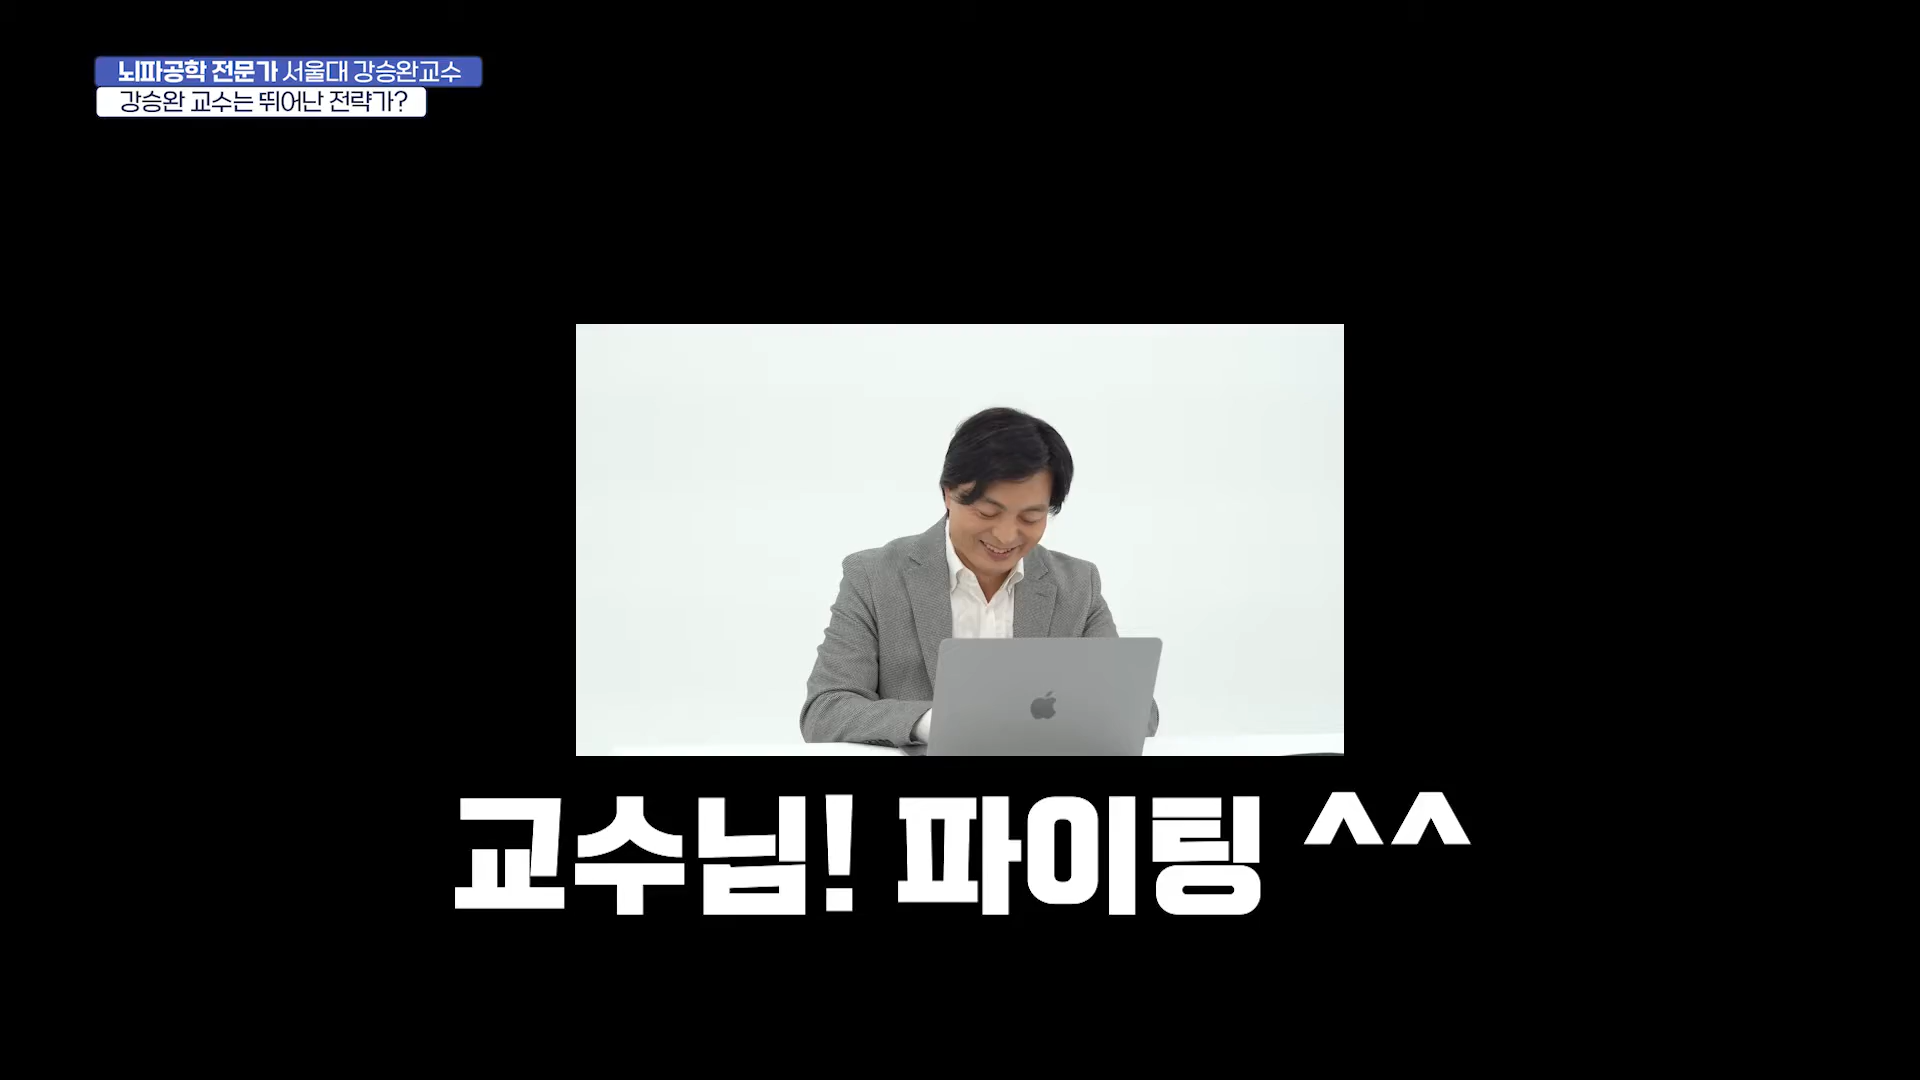 뇌파공학 전문가 서울대 강승완교수
강승완 교수는 뛰어난 전략가?
교수님! 파이팅 ^^